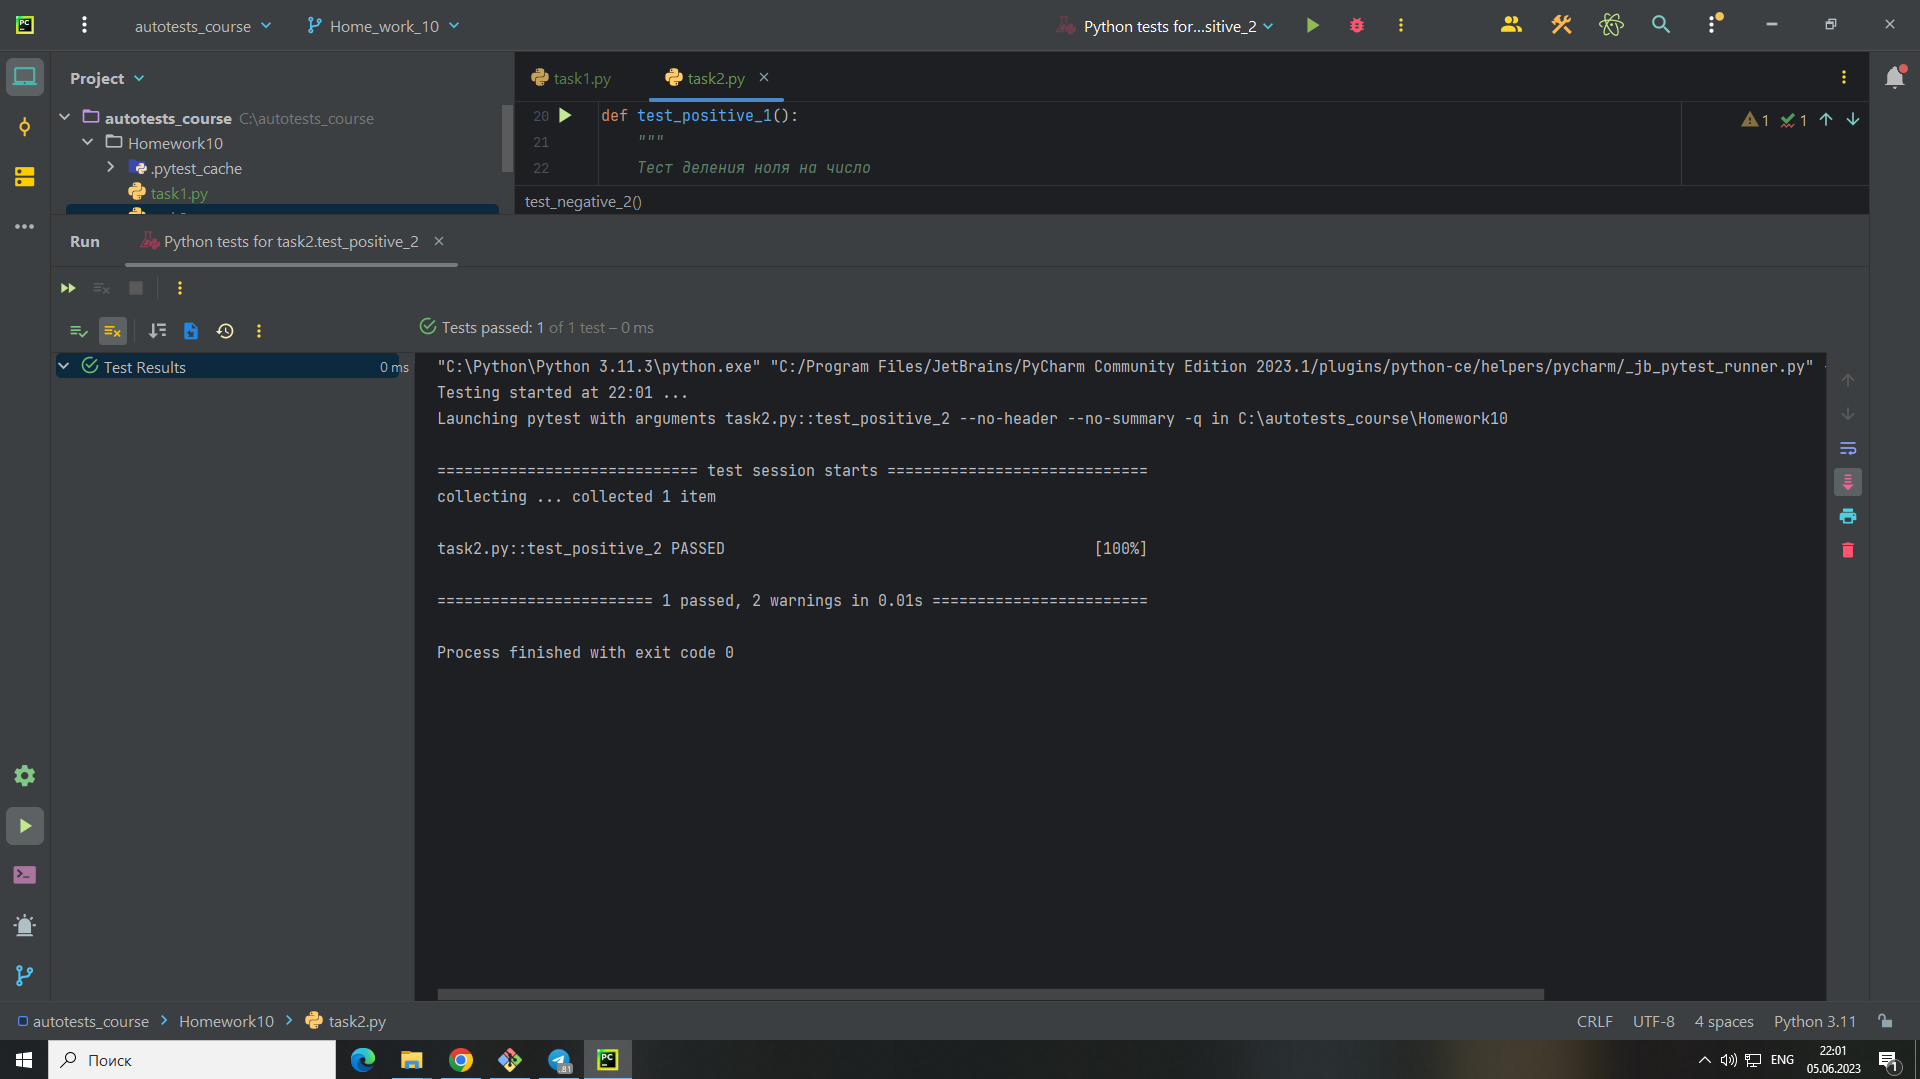 PC
autotests_course
Home_work_10
Python tests for...sitive_2
Project
task1.py
task2.py
autotests_course C:\autotests_course
Homework10
.pytest_cache
task1.py
20 def test_positive_1():
21 """
22 Тест деления ноля на число
1 1
test_negative_2()
Run
Python tests for task2.test_positive_2
Tests passed: 1 of 1 test – 0 ms
Test Results 0 ms
"C:\Python\Python 3.11.3\python.exe" "C:/Program Files/JetBrains/PyCharm Community Edition 2023.1/plugins/python-ce/helpers/pycharm/_jb_pytest_runner.py"
Testing started at 22:01 ...
Launching pytest with arguments task2.py::test_positive_2 --no-header --no-summary -q in C:\autotests_course\Homework10
============================= test session starts =============================
collecting ... collected 1 item
task2.py::test_positive_2 PASSED [100%]
======================== 1 passed, 2 warnings in 0.01s ========================
Process finished with exit code 0
autotests_course
Homework10
task2.py
CRLF
UTF-8
4 spaces
Python 3.11
Поиск
81
PC
ENG
22:01
05.06.2023
1